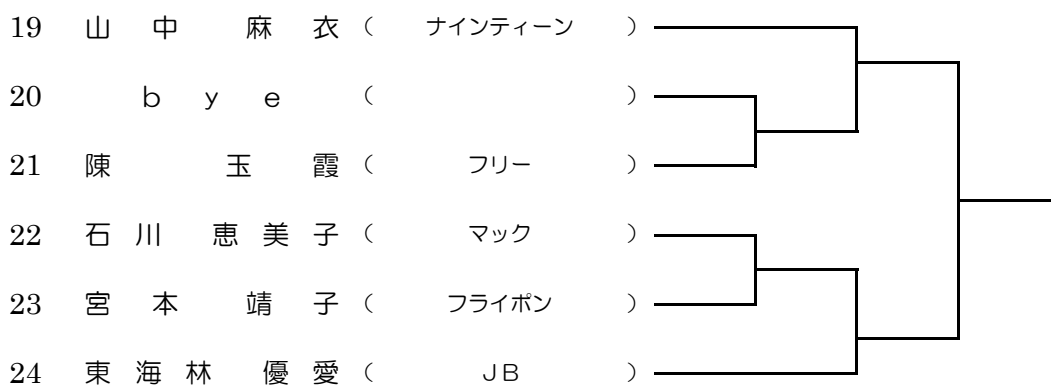 19 山中 麻衣 ( ナインティーン )
20 ｂｙｅ ( )
21 陳 玉霞 ( フリー )
22 石川 恵美子 ( マック )
23 宮本 靖子 ( フライポン )
24 東海林 優愛 ( ＪＢ )